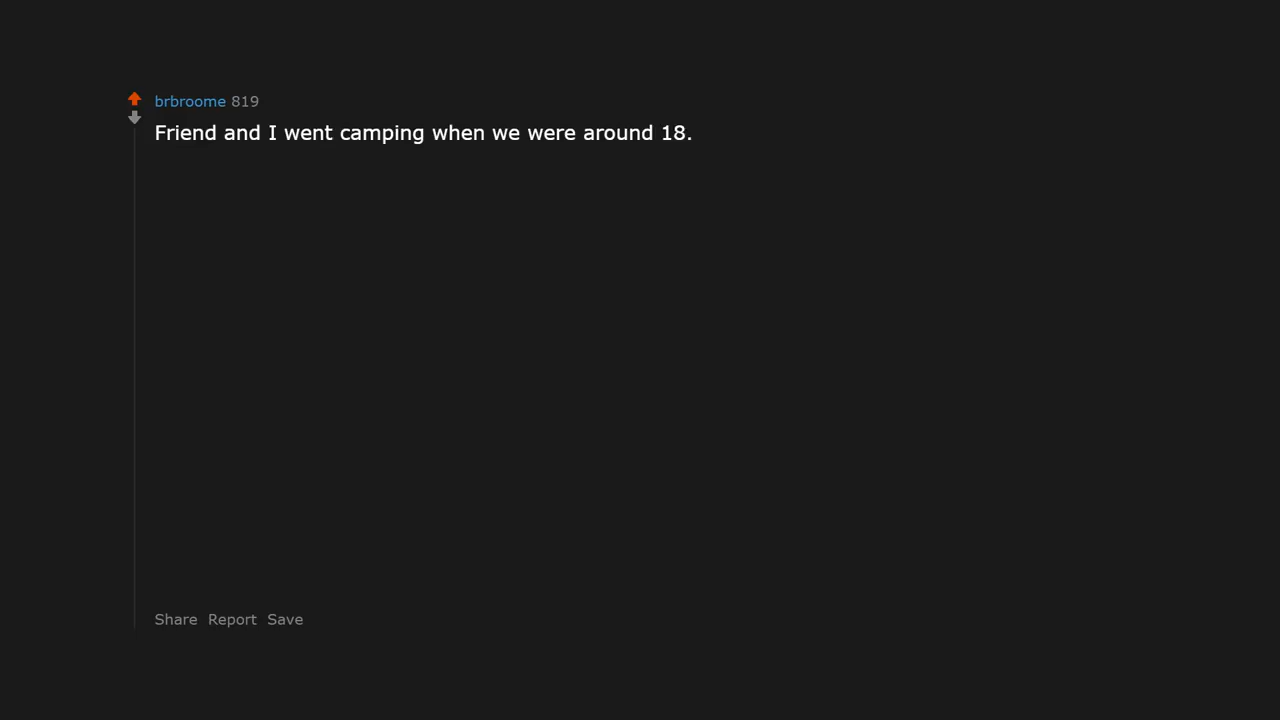 brbroome 819
Friend and I went camping when we were around 18.
Share Report Save